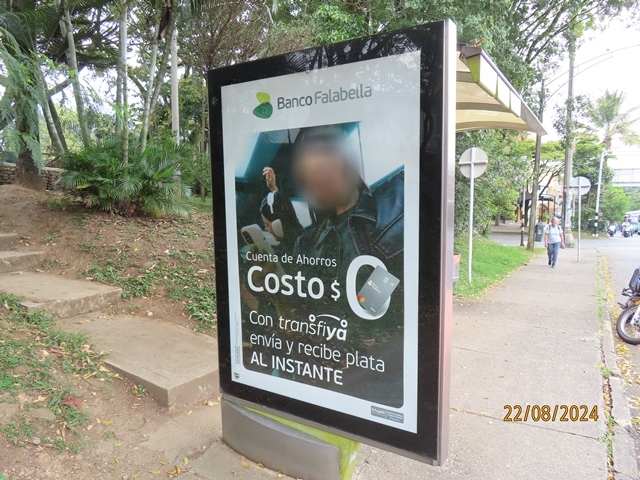 Banco Falabella
Cuenta de Ahorros
Costo $0
Con transfiYa
envía y recibe plata
AL INSTANTE
22/08/2024